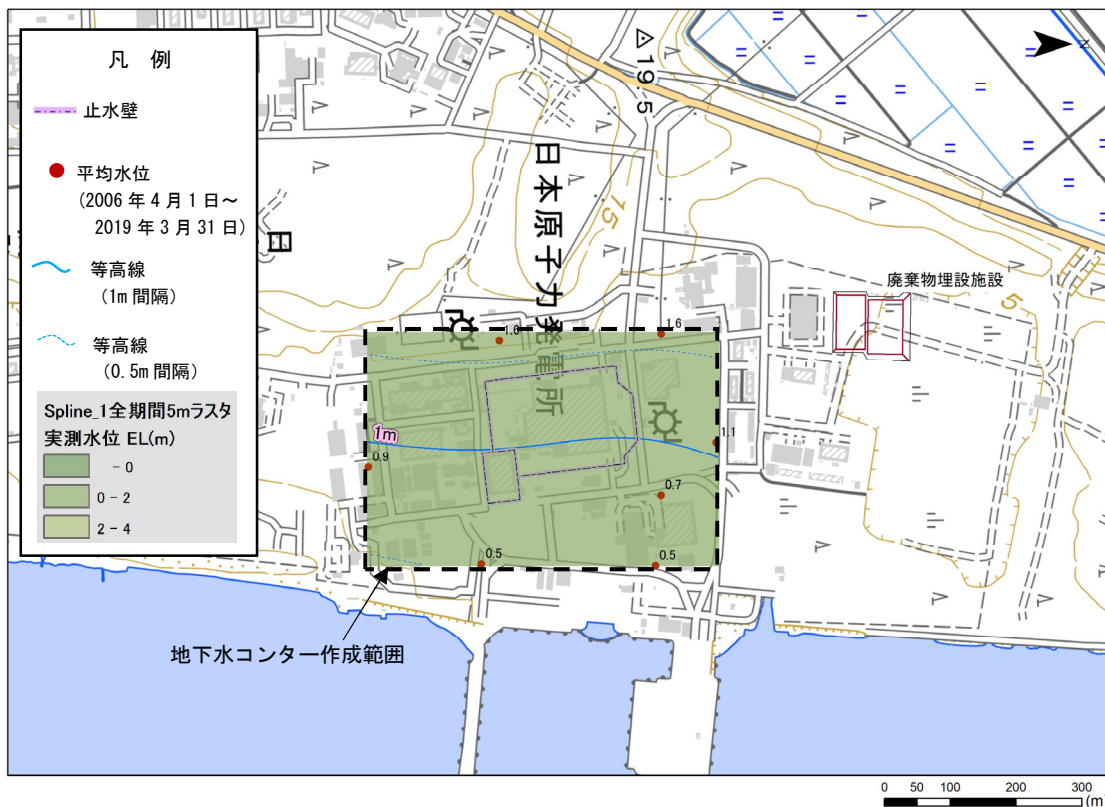 凡 例
止水壁
平均水位
(2006 年 4 月 1 日～
2019 年 3 月 31 日)
等高線
(1m 間隔)
等高線
(0.5m 間隔)
Spline_1全期間5mラスタ
実測水位 EL(m)
- 0
0 - 2
2 - 4
N
19.5
日本原子力発電所
15
日
廃棄物埋設施設
5
1.6
1m
1.1
0.9
0.7
0.5
0.5
地下水コンター作成範囲
0 50 100 200 300
(m)